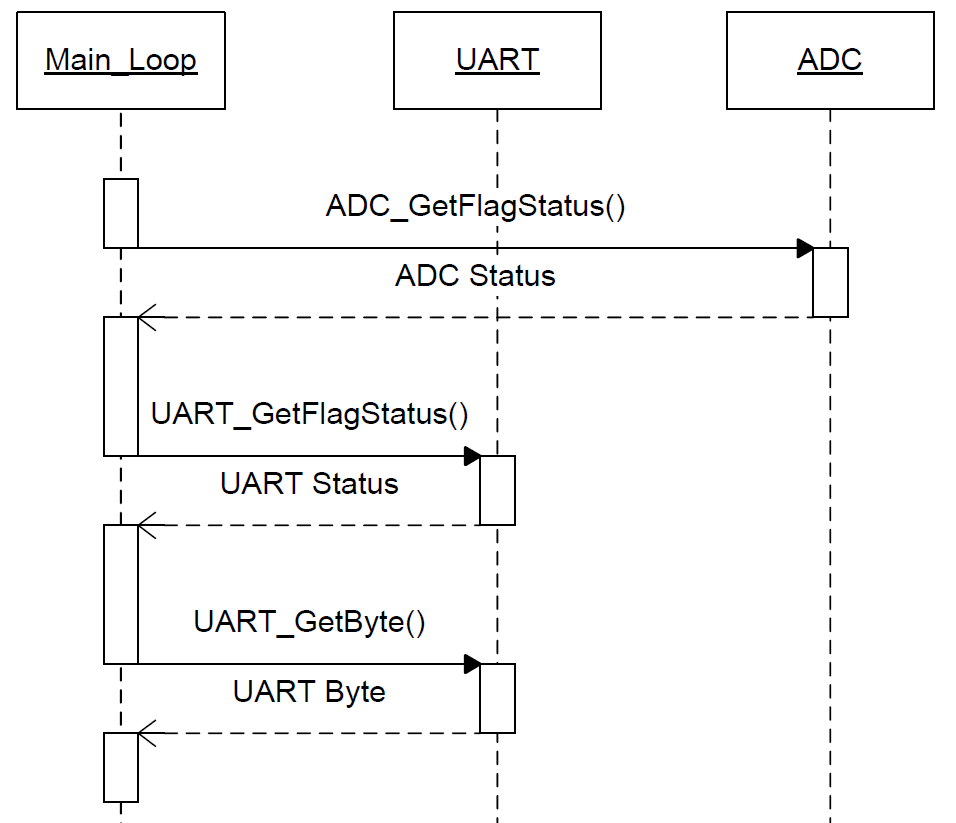 Main_Loop
UART
ADC
ADC_GetFlagStatus()
ADC Status
UART_GetFlagStatus()
UART Status
UART_GetByte()
UART Byte